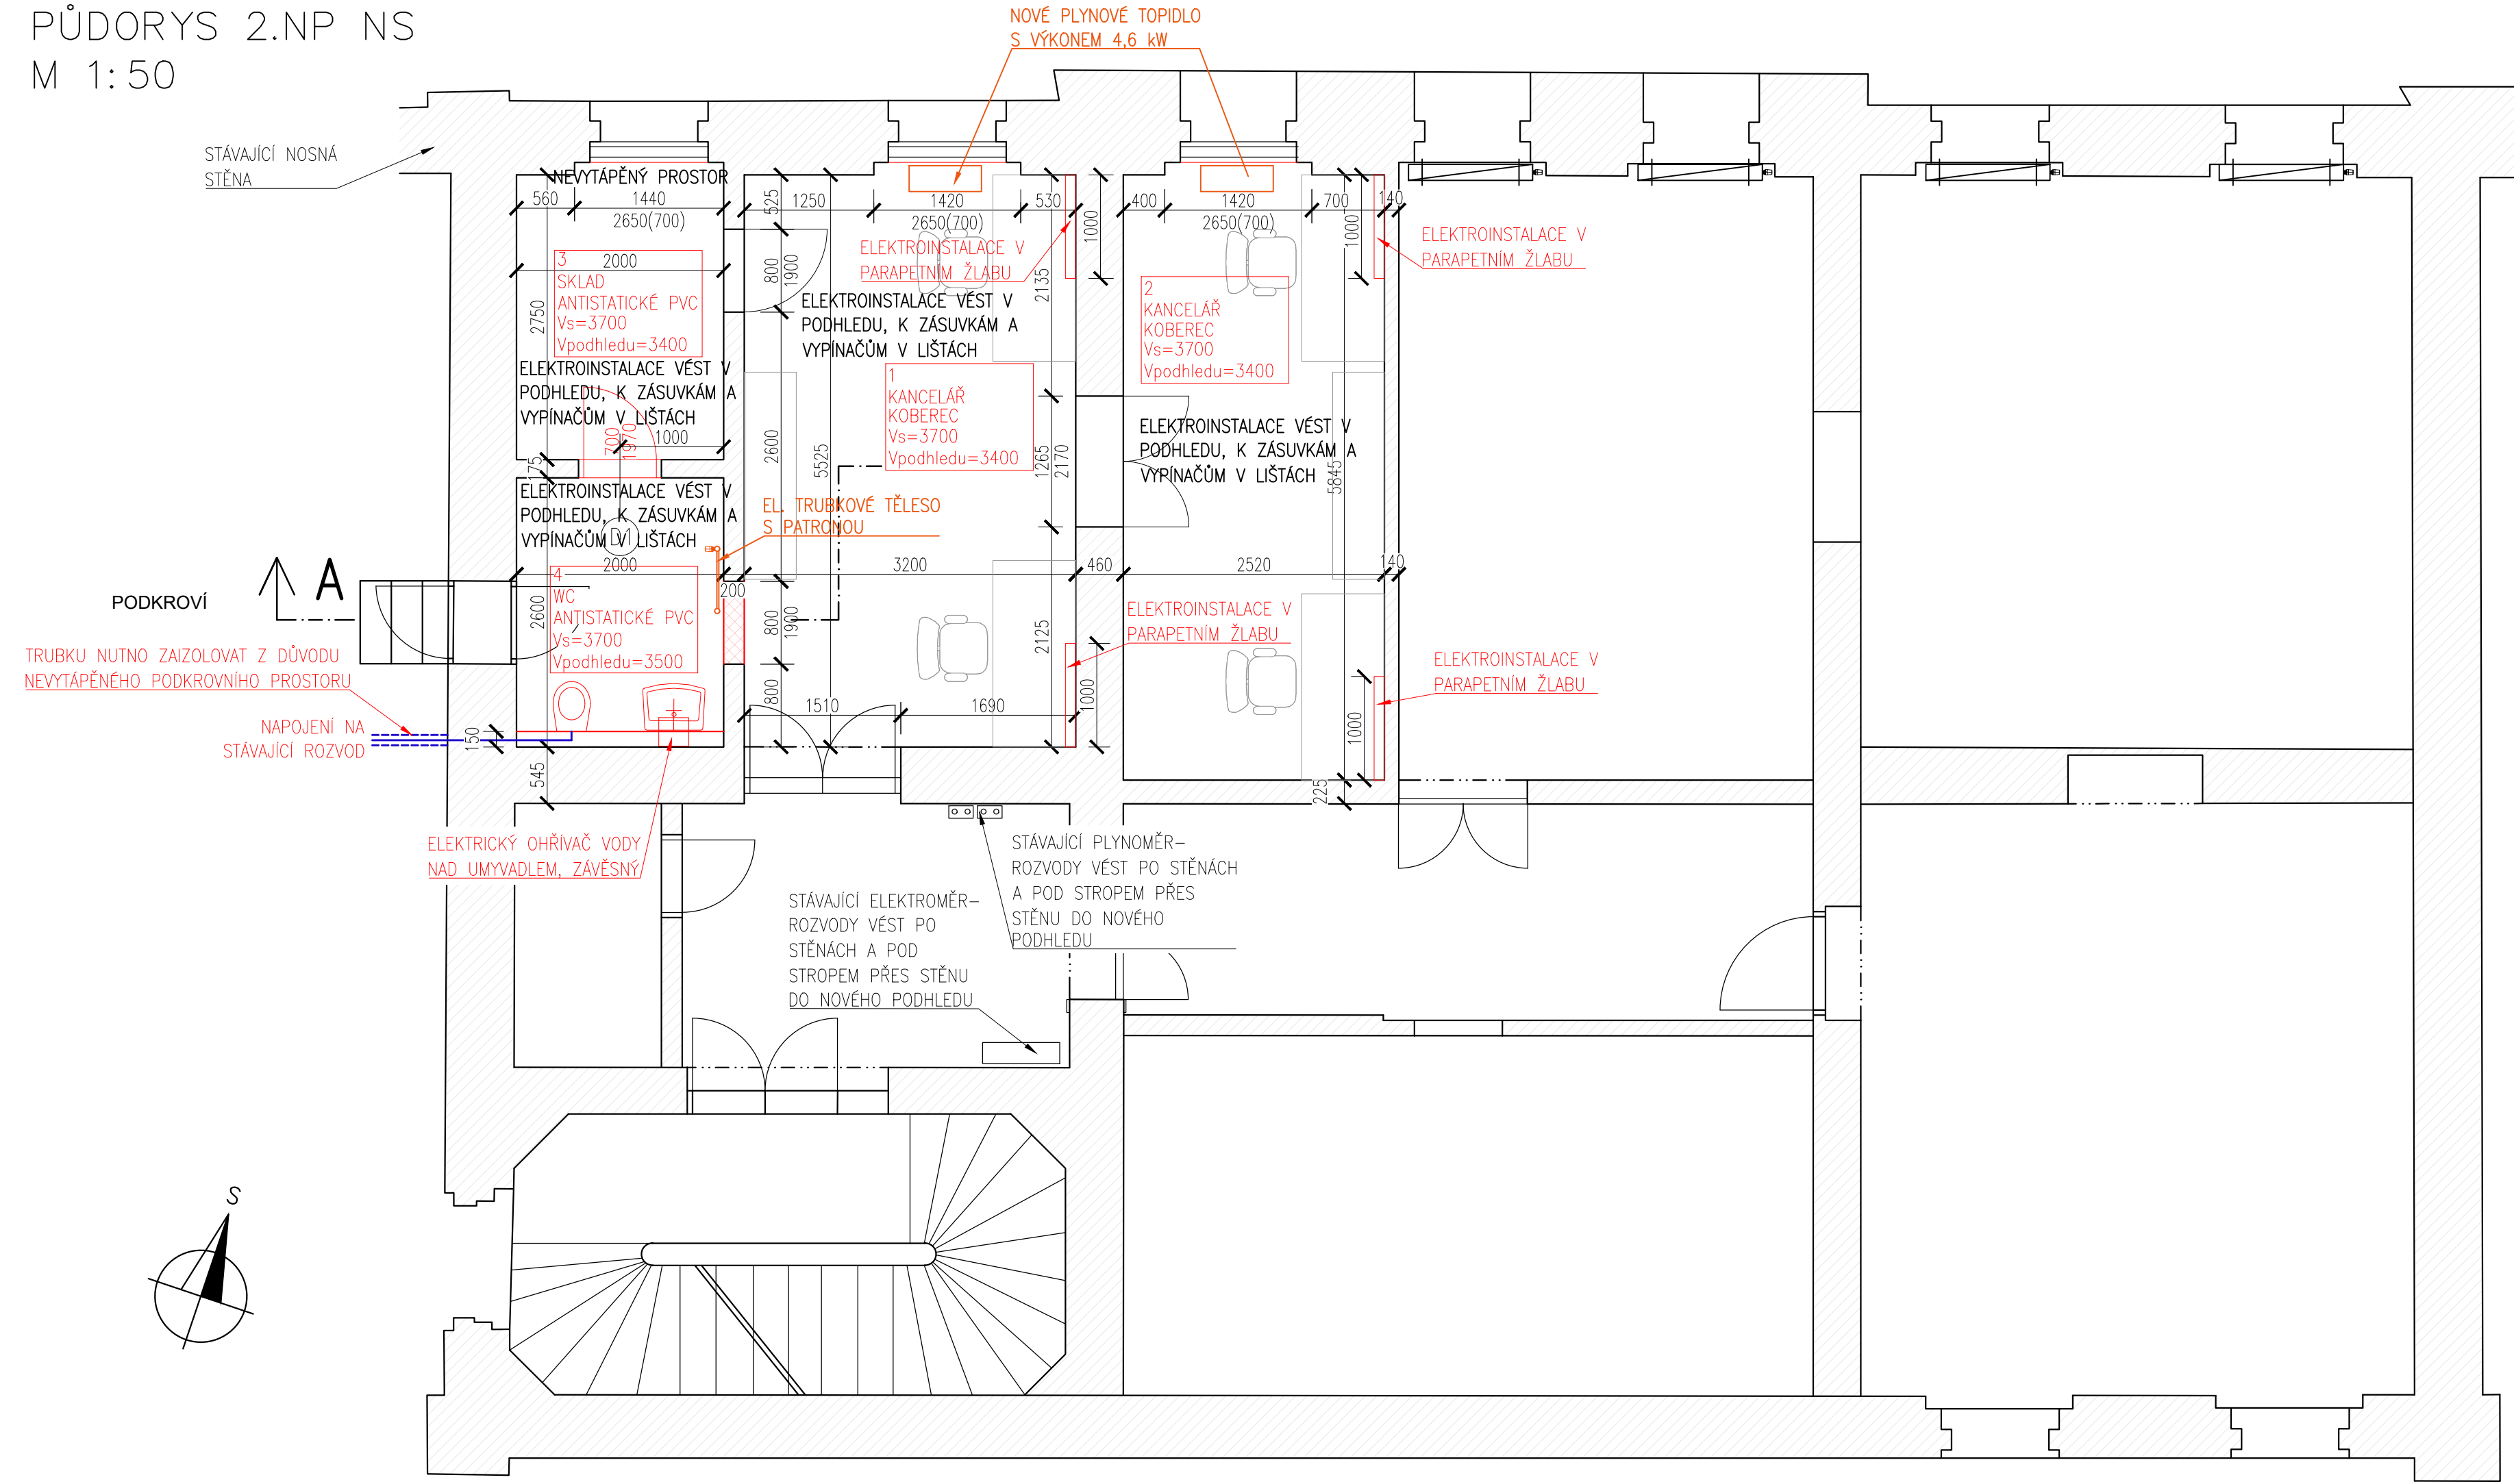 PŮDORYS 2.NP NS
M 1:50
NOVÉ PLYNOVÉ TOPIDLO
S VÝKONEM 4,6 kW
STÁVAJÍCÍ NOSNÁ
STĚNA
NEVYTÁPĚNÝ PROSTOR
560
1440
2650(700)
525
1250
1420
2650(700)
530
1000
400
1420
2650(700)
700
140
1000
ELEKTROINSTALACE V
PARAPETNÍM ŽLABU
ELEKTROINSTALACE V
PARAPETNÍM ŽLABU
2000
3
SKLAD
ANTISTATICKÉ PVC
Vs=3700
Vpodhledu=3400
2750
800
1900
2135
ELEKTROINSTALACE VÉST V
PODHLEDU, K ZÁSUVKÁM A
VYPÍNAČŮM V LIŠTÁCH
2
KANCELÁŘ
KOBEREC
Vs=3700
Vpodhledu=3400
ELEKTROINSTALACE VÉST V
PODHLEDU, K ZÁSUVKÁM A
VYPÍNAČŮM V LIŠTÁCH
1
KANCELÁŘ
KOBEREC
Vs=3700
Vpodhledu=3400
700
1970
1000
175
2600
5525
1265
2170
ELEKTROINSTALACE VÉST V
PODHLEDU, K ZÁSUVKÁM A
VYPÍNAČŮM V LIŠTÁCH
5845
ELEKTROINSTALACE VÉST V
PODHLEDU, K ZÁSUVKÁM A
VYPÍNAČŮM V LIŠTÁCH
D1
EL. TRUBKOVÉ TĚLESO
S PATRONOU
2000
200
3200
460
2520
140
A
PODKROVÍ
4
WC
ANTISTATICKÉ PVC
Vs=3700
Vpodhledu=3500
2600
800
1900
2125
ELEKTROINSTALACE V
PARAPETNÍM ŽLABU
ELEKTROINSTALACE V
PARAPETNÍM ŽLABU
TRUBKU NUTNO ZAIZOLOVAT Z DŮVODU
NEVYTÁPĚNÉHO PODKROVNÍHO PROSTORU
800
1510
1690
1000
1000
NAPOJENÍ NA
STÁVAJÍCÍ ROZVOD
150
545
225
ELEKTRICKÝ OHŘÍVAČ VODY
NAD UMYVADLEM, ZÁVĚSNÝ
STÁVAJÍCÍ PLYNOMĚR-
ROZVODY VÉST PO STĚNÁCH
A POD STROPEM PŘES
STĚNU DO NOVÉHO
PODHLEDU
STÁVAJÍCÍ ELEKTROMĚR-
ROZVODY VÉST PO
STĚNÁCH A POD
STROPEM PŘES STĚNU
DO NOVÉHO PODHLEDU
S